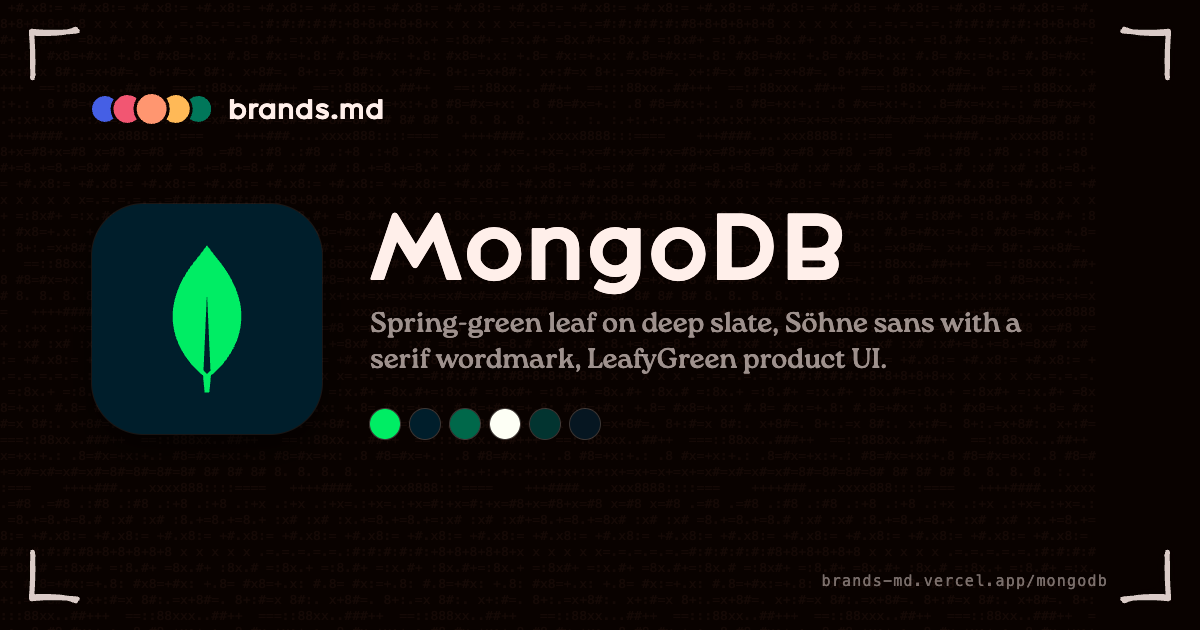 brands.md
MongoDB
Spring-green leaf on deep slate, Söhne sans with a
serif wordmark, LeafyGreen product UI.
brands-md.vercel.app/mongodb